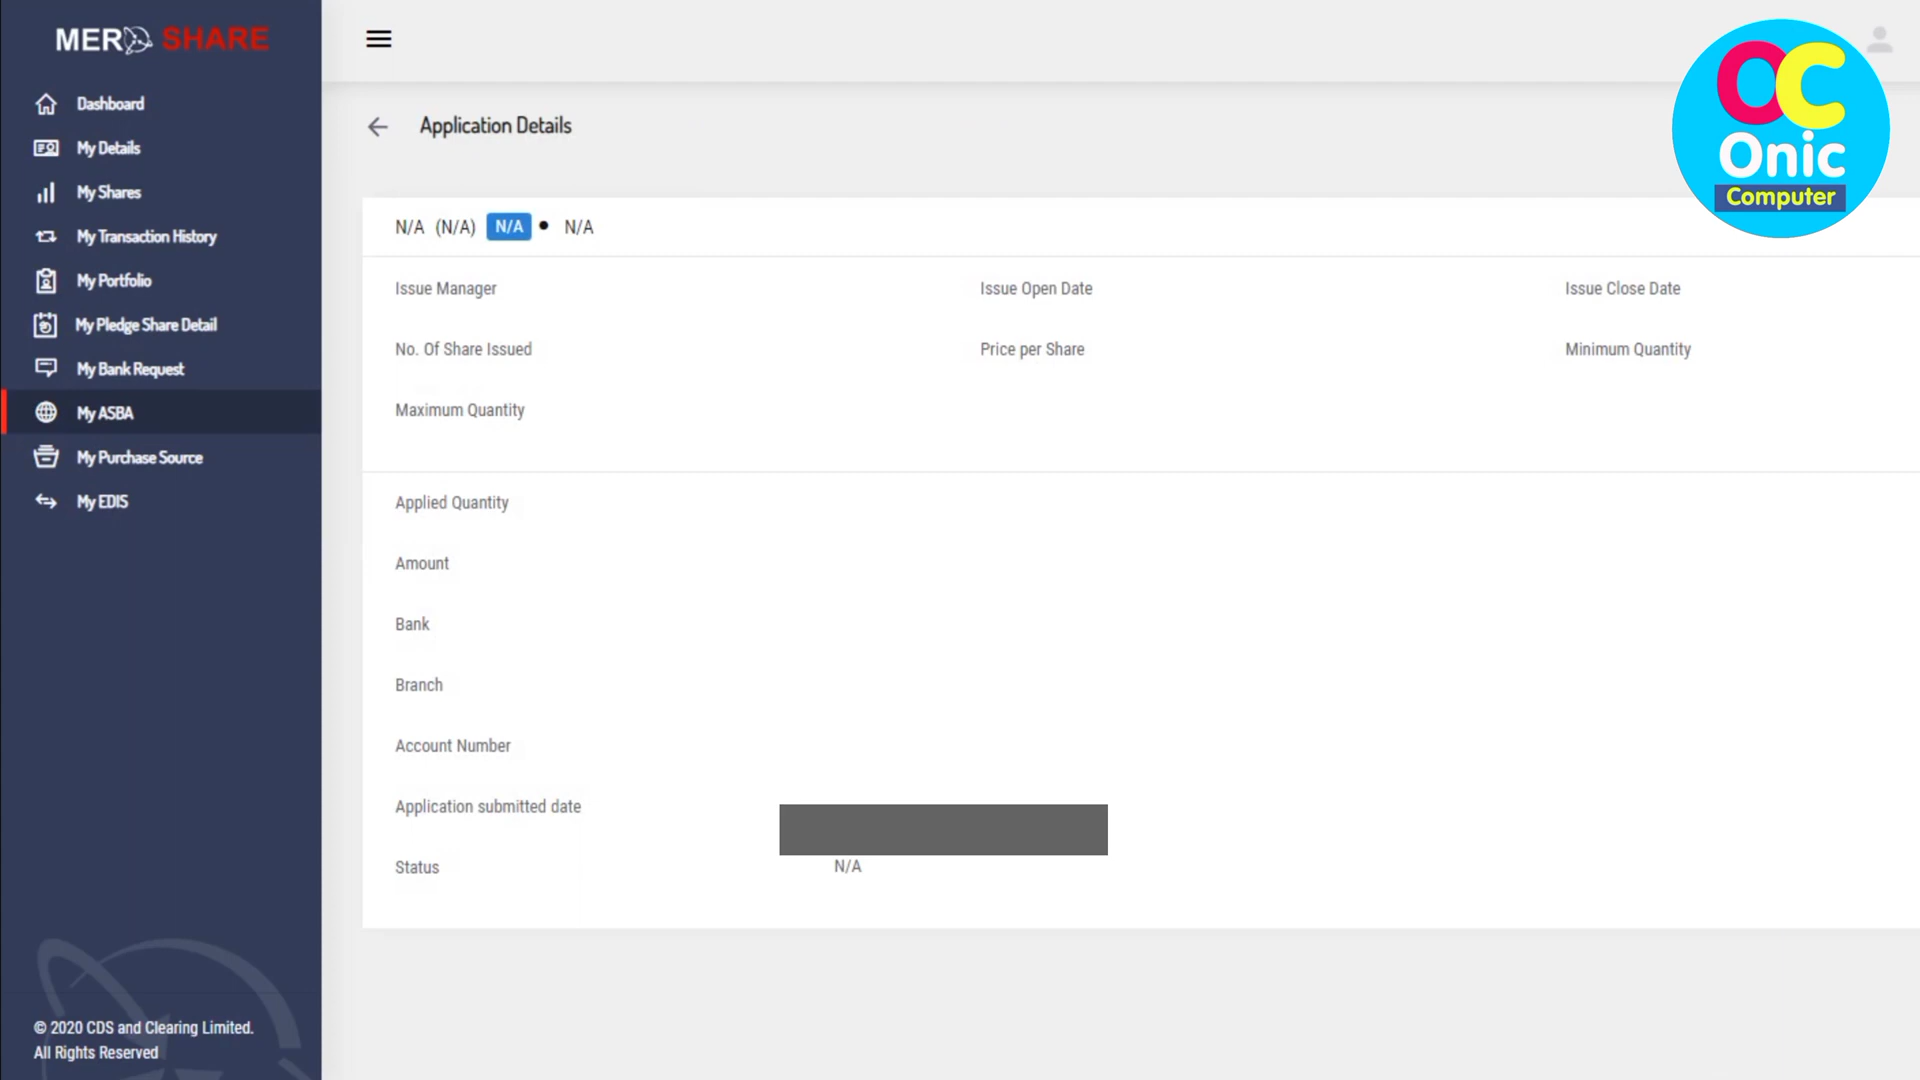 MERO SHARE
Dashboard
My Details
My Shares
My Transaction History
My Portfolio
My Pledge Share Detail
My Bank Request
My ASBA
My Purchase Source
My EDIS
© 2020 CDS and Clearing Limited.
All Rights Reserved
Application Details
N/A (N/A) N/A • N/A
Issue Manager Issue Open Date Issue Close Date
No. Of Share Issued Price per Share Minimum Quantity
Maximum Quantity
Applied Quantity
Amount
Bank
Branch
Account Number
Application submitted date
Status N/A
OC
Onic
Computer